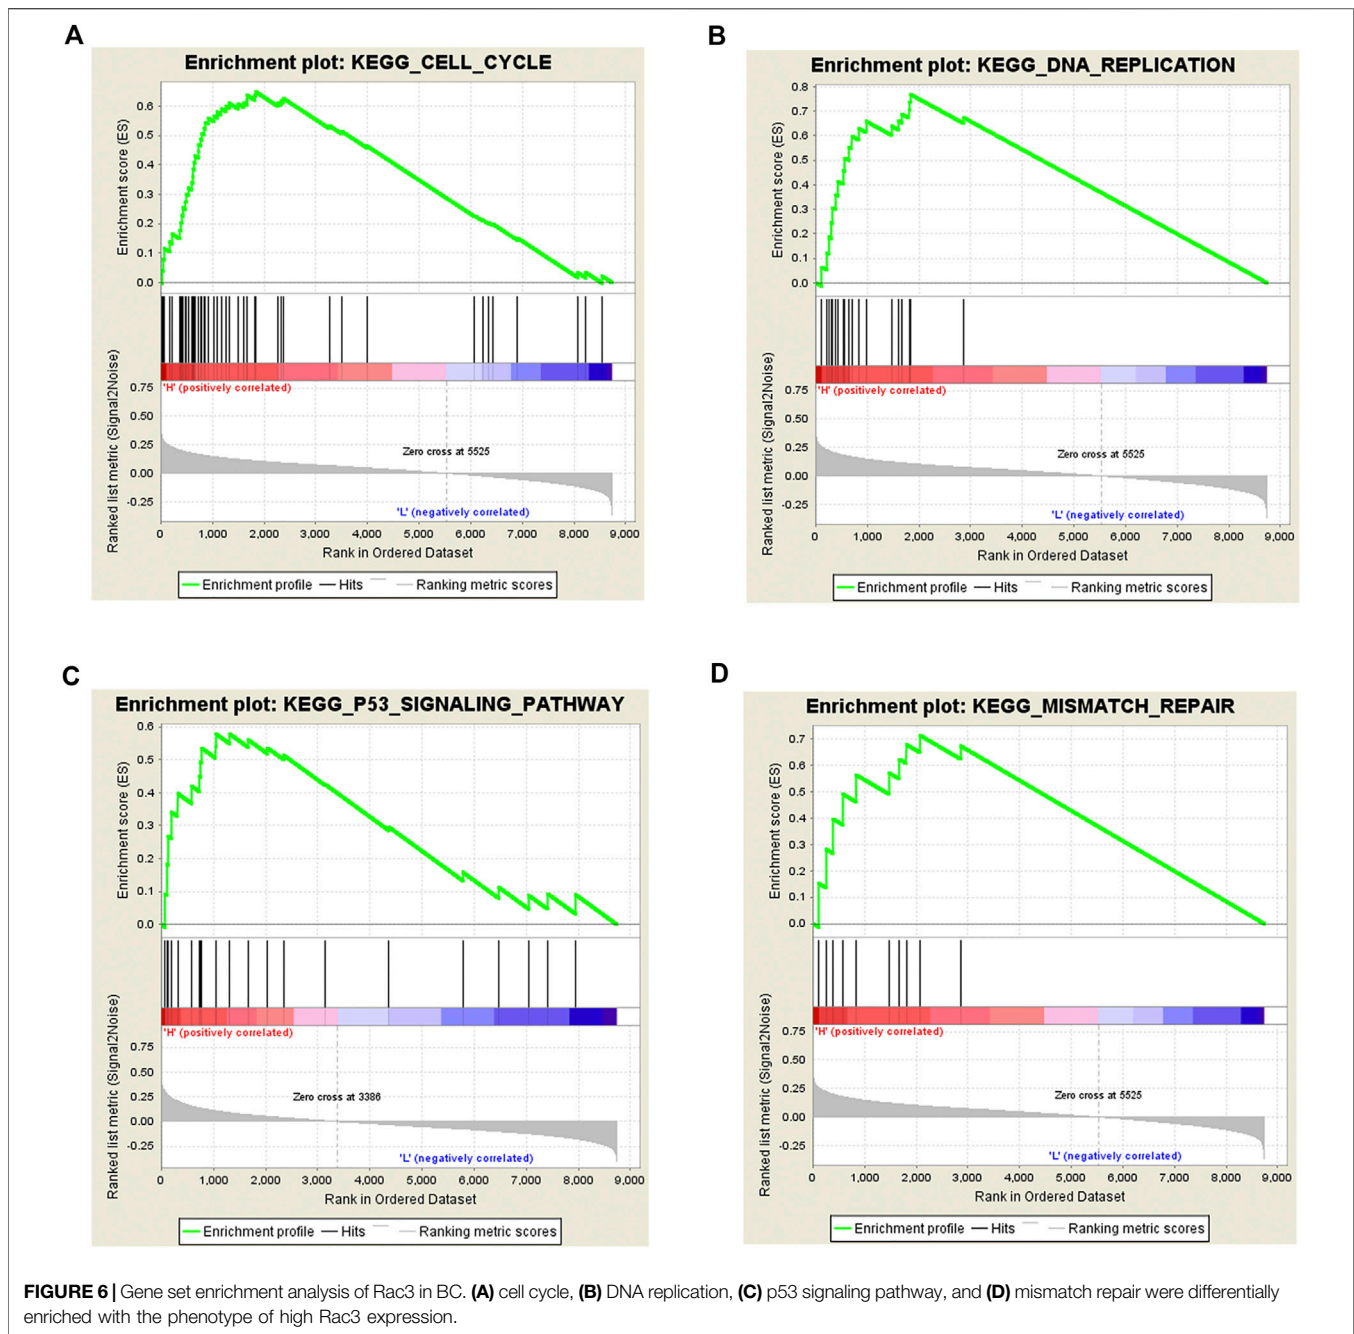 A
Enrichment plot: KEGG_CELL_CYCLE
Enrichment score (ES)
0.6
0.5
0.4
0.3
0.2
0.1
0.0
'H' (positively correlated)
Ranked list metric (Signal2Noise)
0.75
0.50
0.25
0.00
-0.25
Zero cross at 5525
'L' (negatively correlated)
0 1,000 2,000 3,000 4,000 5,000 6,000 7,000 8,000 9,000
Rank in Ordered Dataset
Enrichment profile Hits Ranking metric scores
B
Enrichment plot: KEGG_DNA_REPLICATION
Enrichment score (ES)
0.8
0.7
0.6
0.5
0.4
0.3
0.2
0.1
0.0
'H' (positively correlated)
Ranked list metric (Signal2Noise)
0.75
0.50
0.25
0.00
-0.25
Zero cross at 5525
'L' (negatively correlated)
0 1,000 2,000 3,000 4,000 5,000 6,000 7,000 8,000 9,000
Rank in Ordered Dataset
Enrichment profile Hits Ranking metric scores
C
Enrichment plot: KEGG_P53_SIGNALING_PATHWAY
Enrichment score (ES)
0.6
0.5
0.4
0.3
0.2
0.1
0.0
'H' (positively correlated)
Ranked list metric (Signal2Noise)
0.75
0.50
0.25
0.00
-0.25
Zero cross at 3386
'L' (negatively correlated)
0 1,000 2,000 3,000 4,000 5,000 6,000 7,000 8,000 9,000
Rank in Ordered Dataset
Enrichment profile Hits Ranking metric scores
D
Enrichment plot: KEGG_MISMATCH_REPAIR
Enrichment score (ES)
0.7
0.6
0.5
0.4
0.3
0.2
0.1
0.0
'H' (positively correlated)
Ranked list metric (Signal2Noise)
0.75
0.50
0.25
0.00
-0.25
Zero cross at 5525
'L' (negatively correlated)
0 1,000 2,000 3,000 4,000 5,000 6,000 7,000 8,000 9,000
Rank in Ordered Dataset
Enrichment profile Hits Ranking metric scores
FIGURE 6 | Gene set enrichment analysis of Rac3 in BC. (A) cell cycle, (B) DNA replication, (C) p53 signaling pathway, and (D) mismatch repair were differentially
enriched with the phenotype of high Rac3 expression.